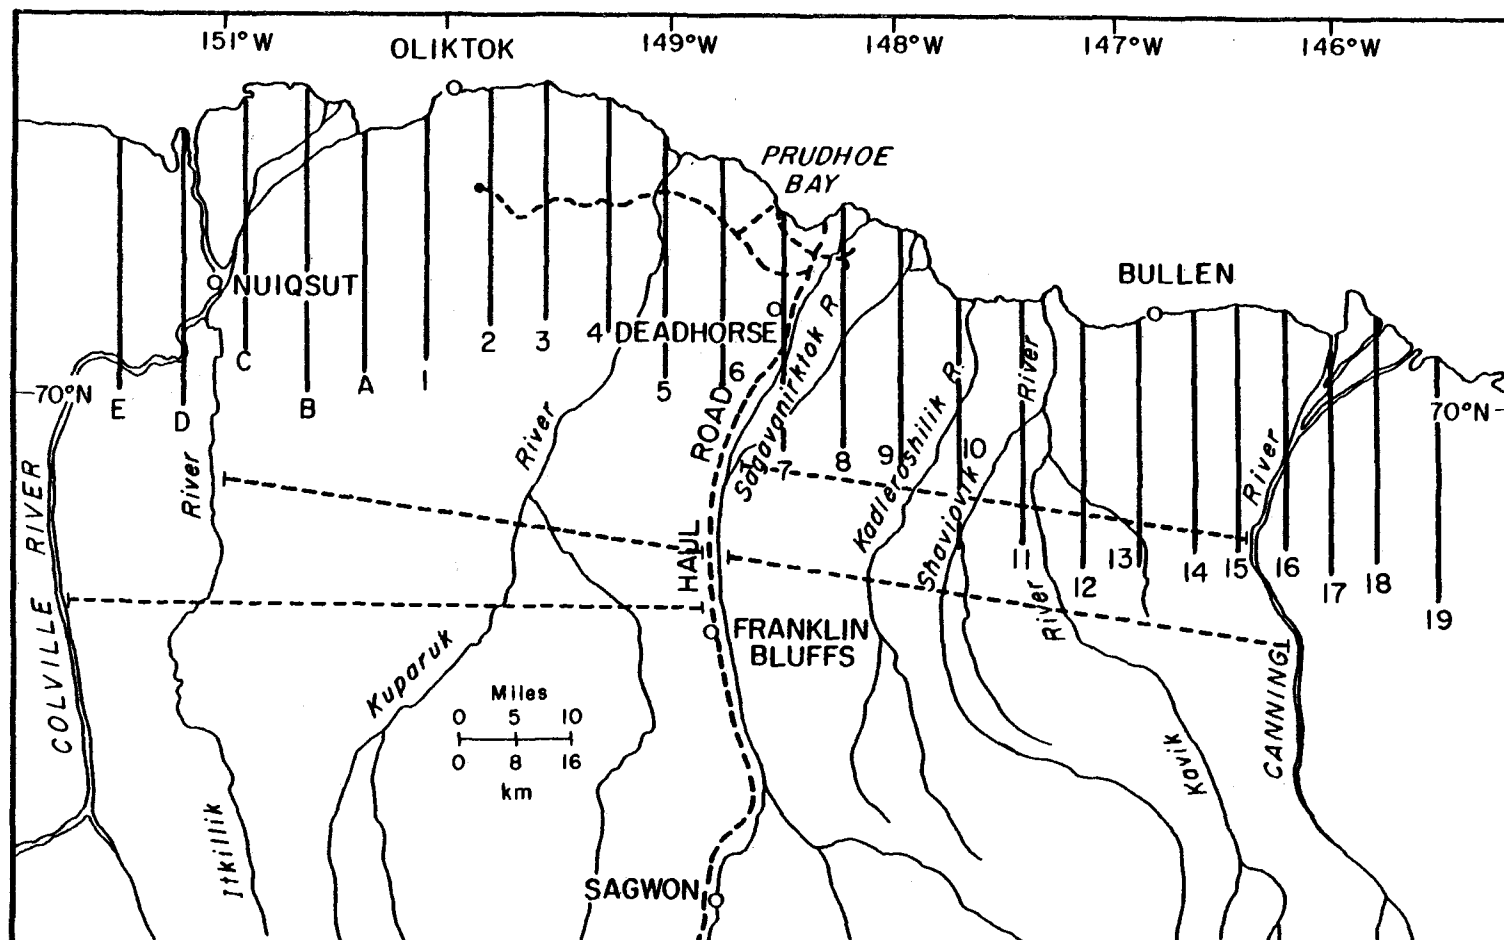 151°W
149°W
148°W
147°W
146°W
OLIKTOK
PRUDHOE
BAY
BULLEN
NUIQSUT
DEADHORSE
70°N
70°N
E
D
C
B
A
1
2
3
4
5
6
7
8
9
10
11
12
13
14
15
16
17
18
19
COLVILLE RIVER
Itkillik
River
Kuparuk
River
HAUL
ROAD
Sagavanirktok R.
Kadleroshilik R.
Shaviovik
River
Kavik
River
CANNING
River
FRANKLIN
BLUFFS
SAGWON
Miles
0 5 10
0 8 16
km